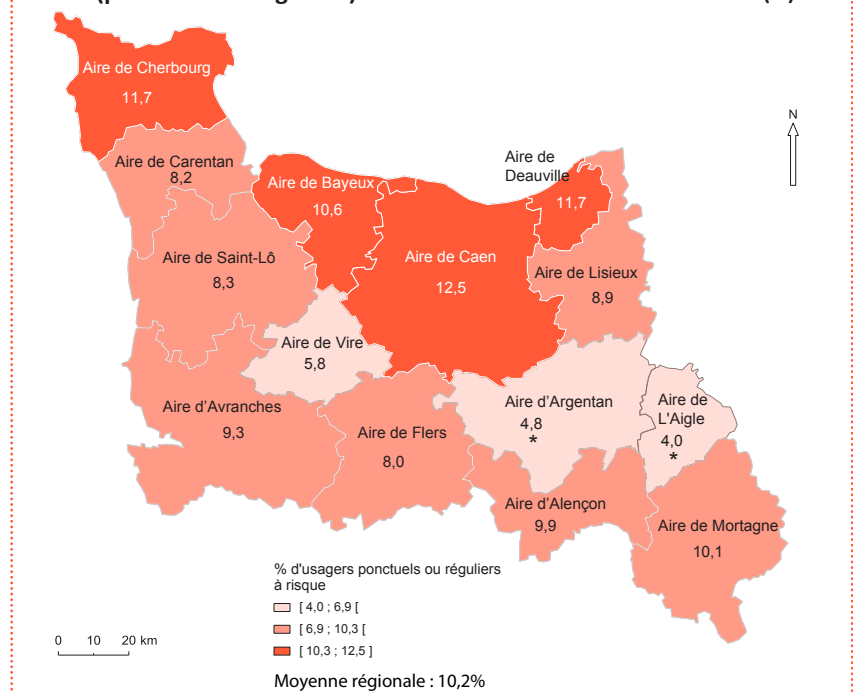 Aire de Cherbourg
11,7
Aire de Carentan
8,2
Aire de Bayeux
10,6
Aire de
Deauville
11,7
N
Aire de Saint-Lô
8,3
Aire de Caen
12,5
Aire de Lisieux
8,9
Aire de Vire
5,8
Aire d'Avranches
9,3
Aire de Flers
8,0
Aire d'Argentan
4,8
*
Aire de
L'Aigle
4,0
*
Aire d'Alençon
9,9
Aire de Mortagne
10,1
% d'usagers ponctuels ou réguliers
à risque
[ 4,0 ; 6,9 [
[ 6,9 ; 10,3 [
[ 10,3 ; 12,5 ]
0 10 20 km
Moyenne régionale : 10,2%